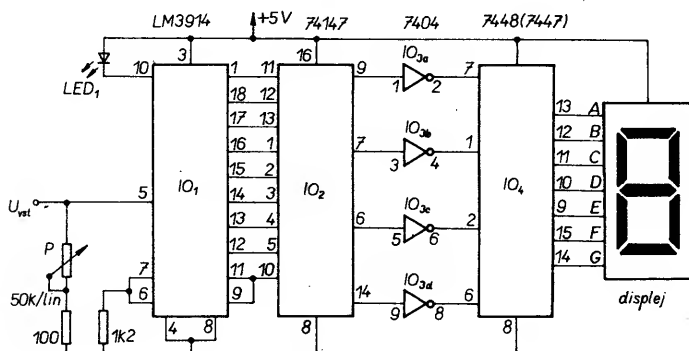 LM3914 +5V 74147 7404 7448(7447)
LED1
10 3 1 11 16 9 IO3a 1 2 7
18 12
17 13
16 1 7 IO3b 3 4 1
15 2
14 3
13 4 6 IO3c 5 6 2
12 5
11 10
9 14 IO3d 9 8 6
Uvst 5 IO1 IO2 IO4
13 A
12 B
11 C
10 D
9 E
15 F
14 G
displej
P
50k/lin
100
7
6
1k2
4 8 8 8